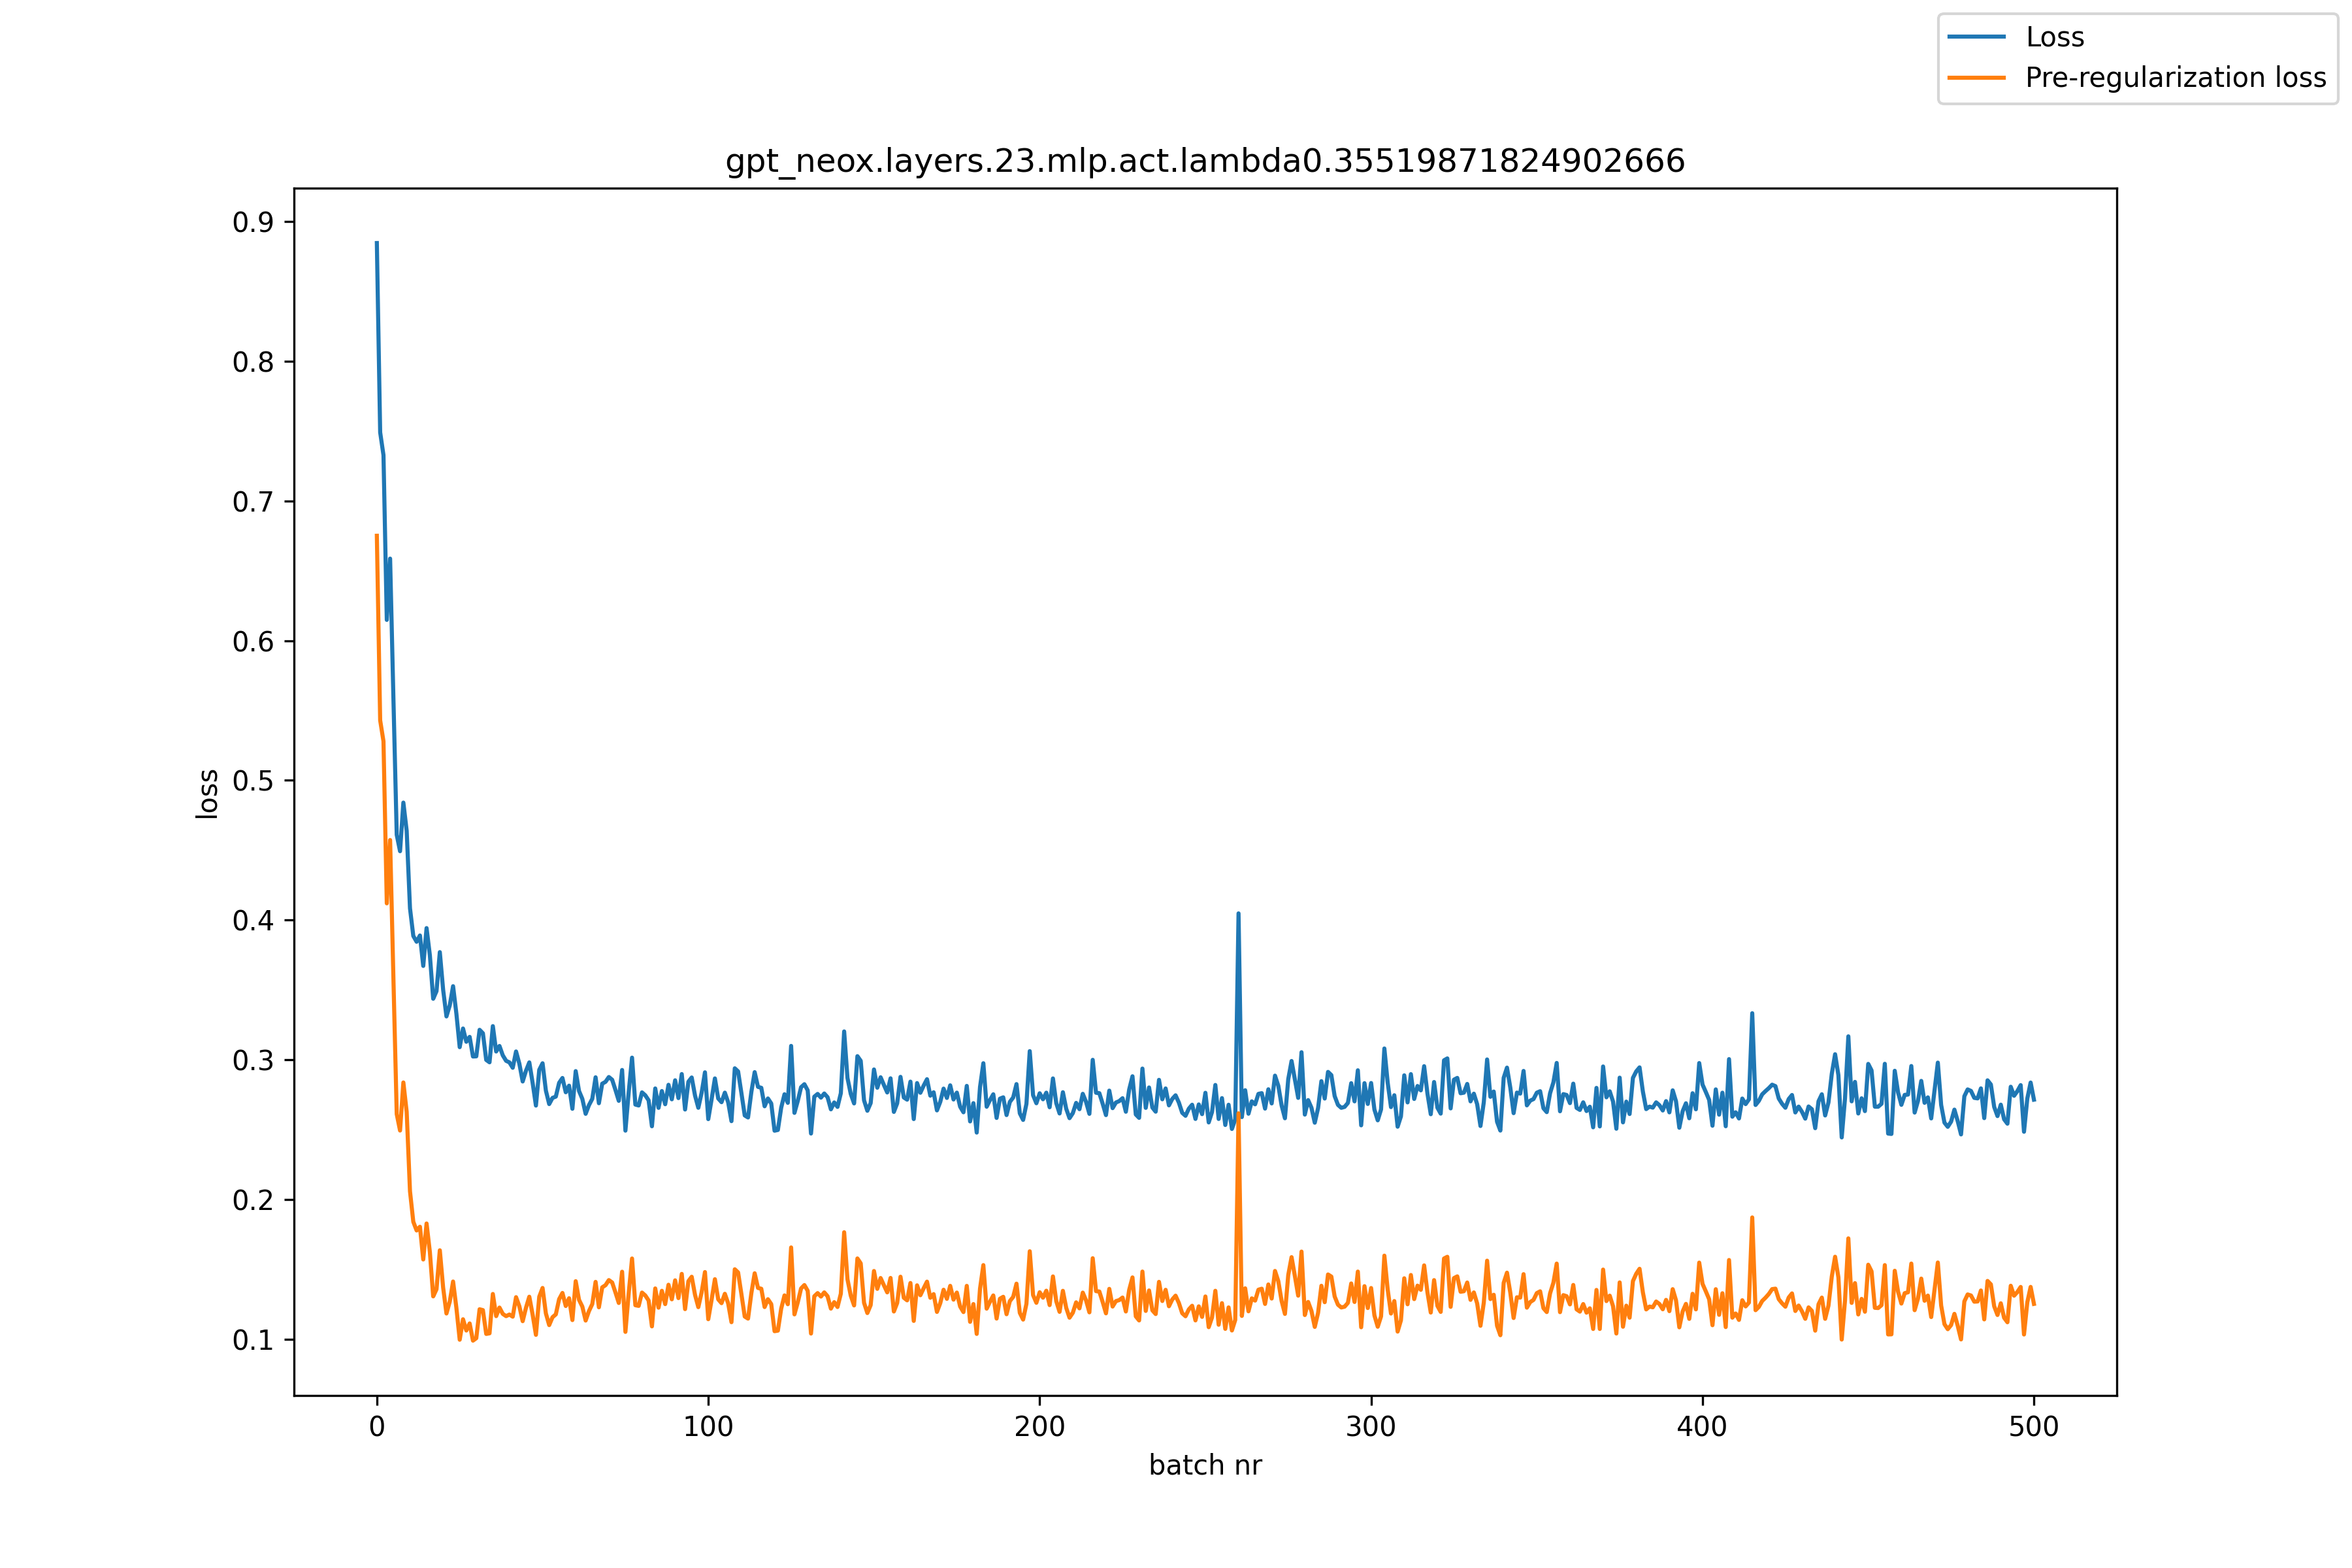 Loss
Pre-regularization loss
gpt_neox.layers.23.mlp.act.lambda0.35519871824902666
0.9
0.8
0.7
0.6
0.5
0.4
0.3
0.2
0.1
loss
0 100 200 300 400 500
batch nr